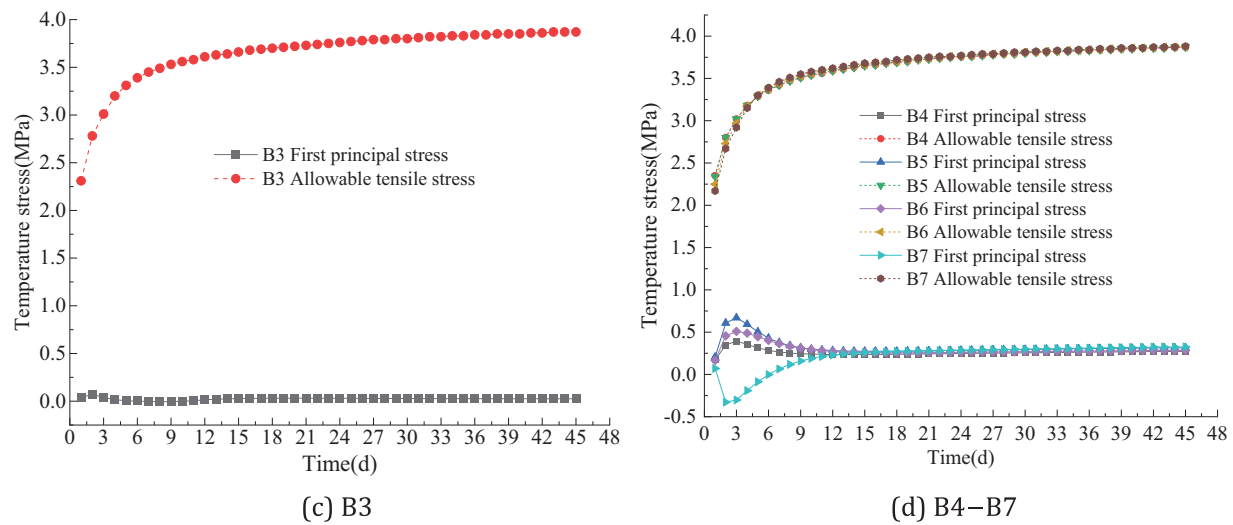 4.0
3.5
3.0
2.5
2.0
1.5
1.0
0.5
0.0
Temperature stress(MPa)
B3 First principal stress
B3 Allowable tensile stress
0 3 6 9 12 15 18 21 24 27 30 33 36 39 42 45 48
Time(d)
(c) B3
4.0
3.5
3.0
2.5
2.0
1.5
1.0
0.5
0.0
-0.5
Temperature stress(MPa)
B4 First principal stress
B4 Allowable tensile stress
B5 First principal stress
B5 Allowable tensile stress
B6 First principal stress
B6 Allowable tensile stress
B7 First principal stress
B7 Allowable tensile stress
0 3 6 9 12 15 18 21 24 27 30 33 36 39 42 45 48
Time(d)
(d) B4−B7